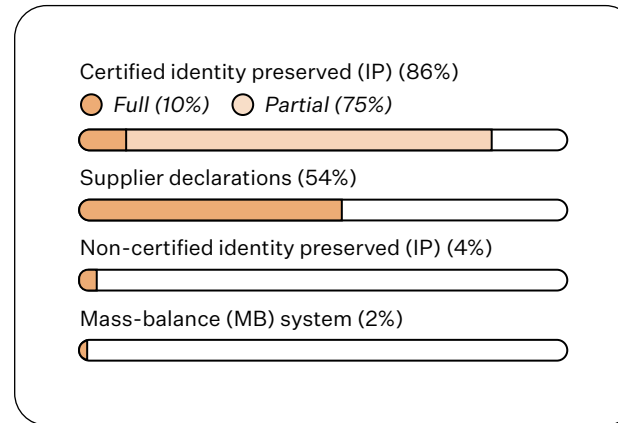 Certified identity preserved (IP) (86%)
Full (10%) Partial (75%)
Supplier declarations (54%)
Non-certified identity preserved (IP) (4%)
Mass-balance (MB) system (2%)